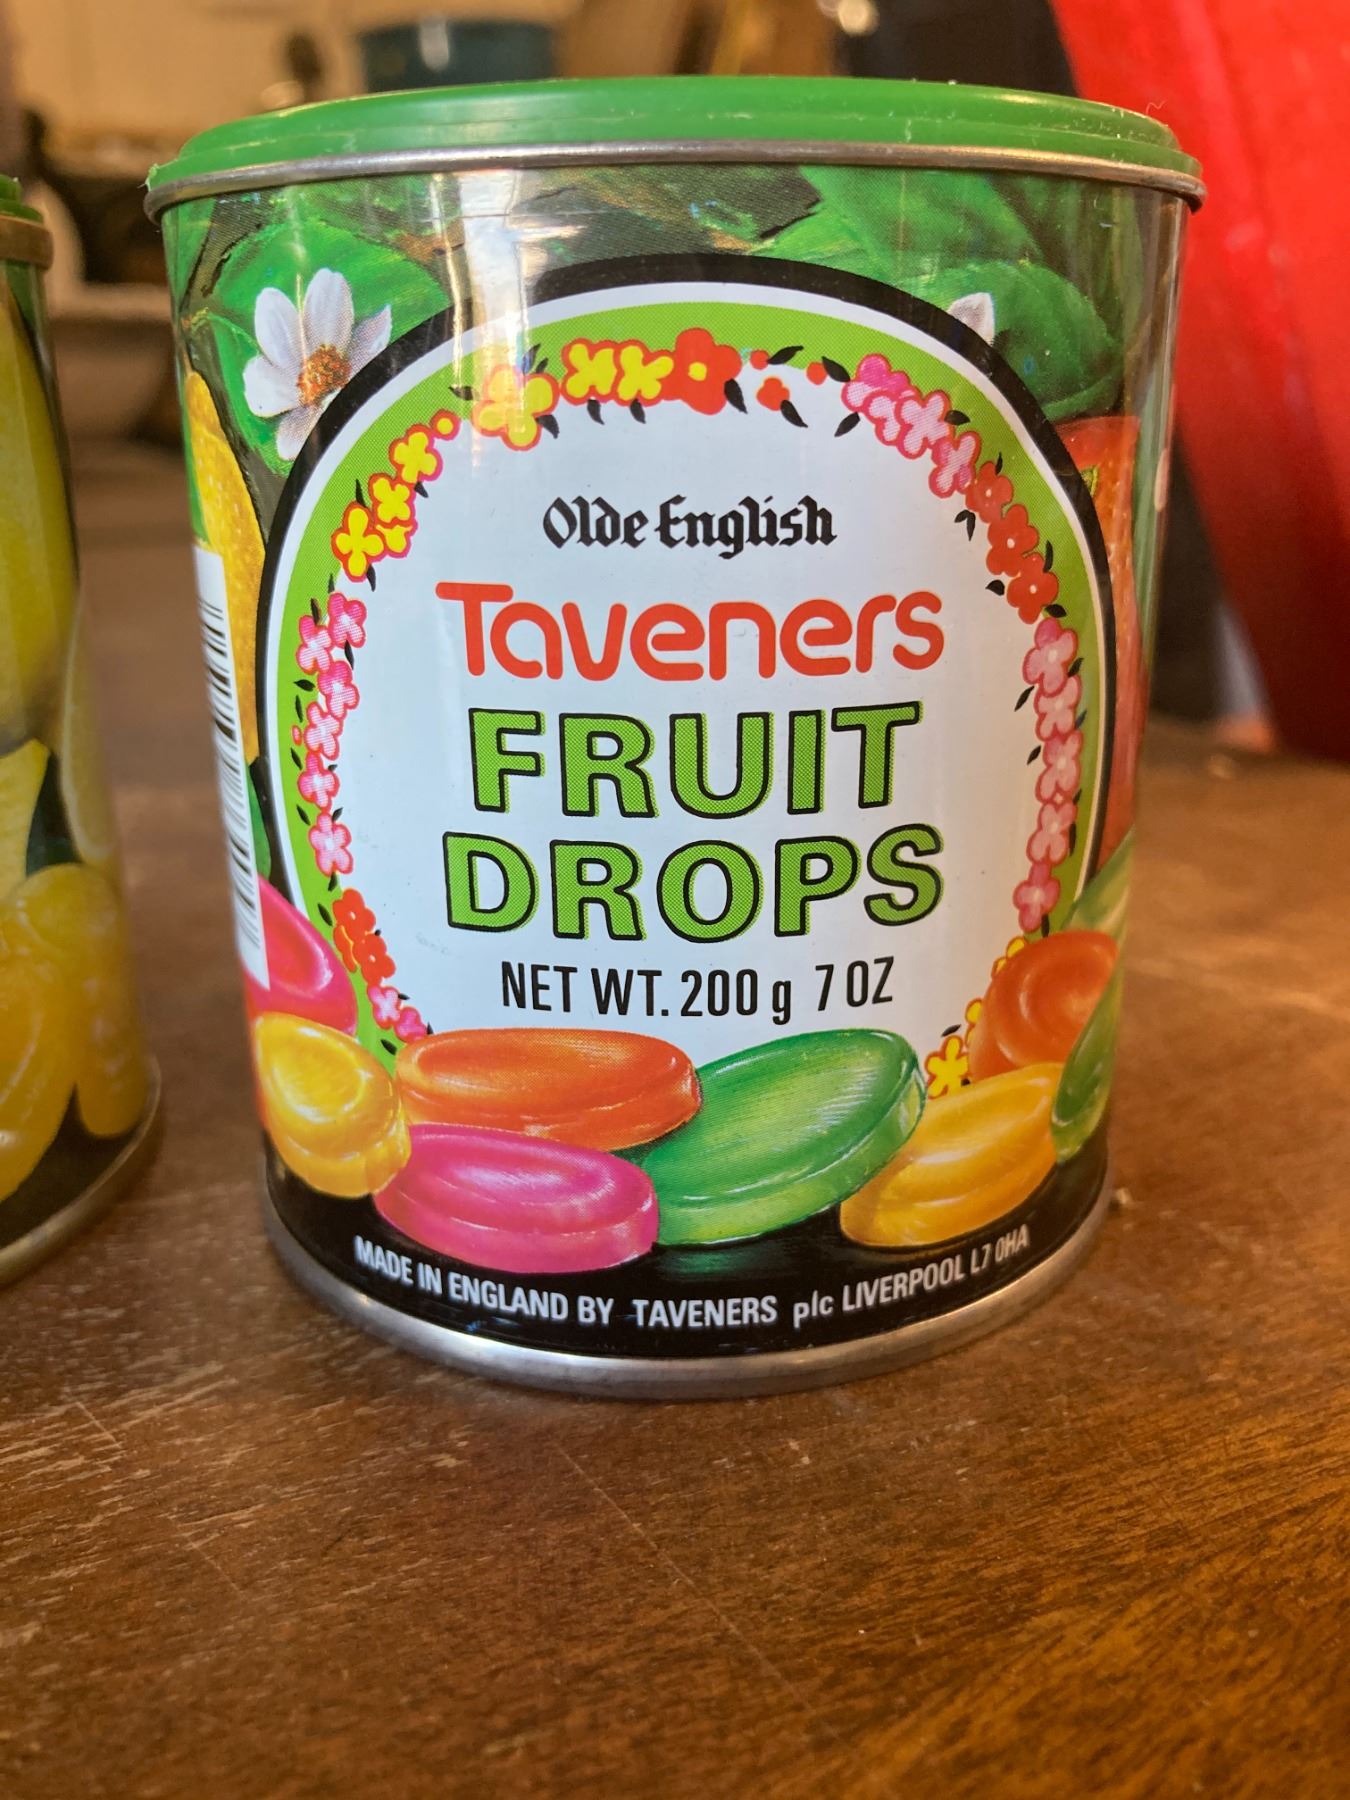 Olde English
Taveners
FRUIT
DROPS
NET WT. 200 g 7 OZ
MADE IN ENGLAND BY TAVENERS plc LIVERPOOL L7 0HA